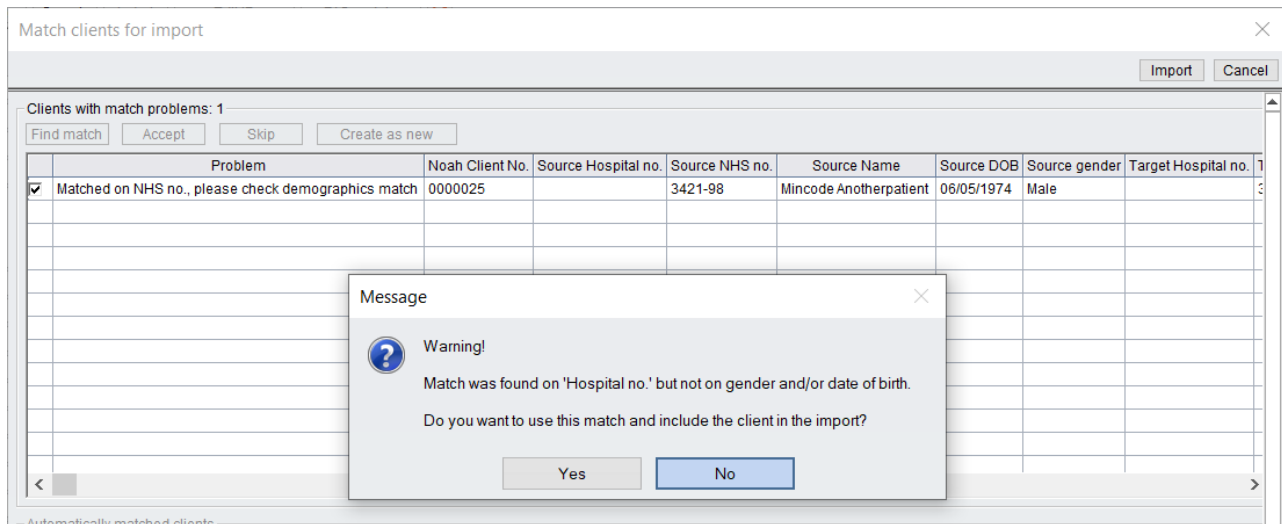 Match clients for import
Import Cancel
Clients with match problems: 1
Find match Accept Skip Create as new
Problem Noah Client No. Source Hospital no. Source NHS no. Source Name Source DOB Source gender Target Hospital no.
Matched on NHS no., please check demographics match 0000025 3421-98 Mincode Anotherpatient 06/05/1974 Male
Message
Warning!
Match was found on 'Hospital no.' but not on gender and/or date of birth.
Do you want to use this match and include the client in the import?
Yes No
Automatically matched clients